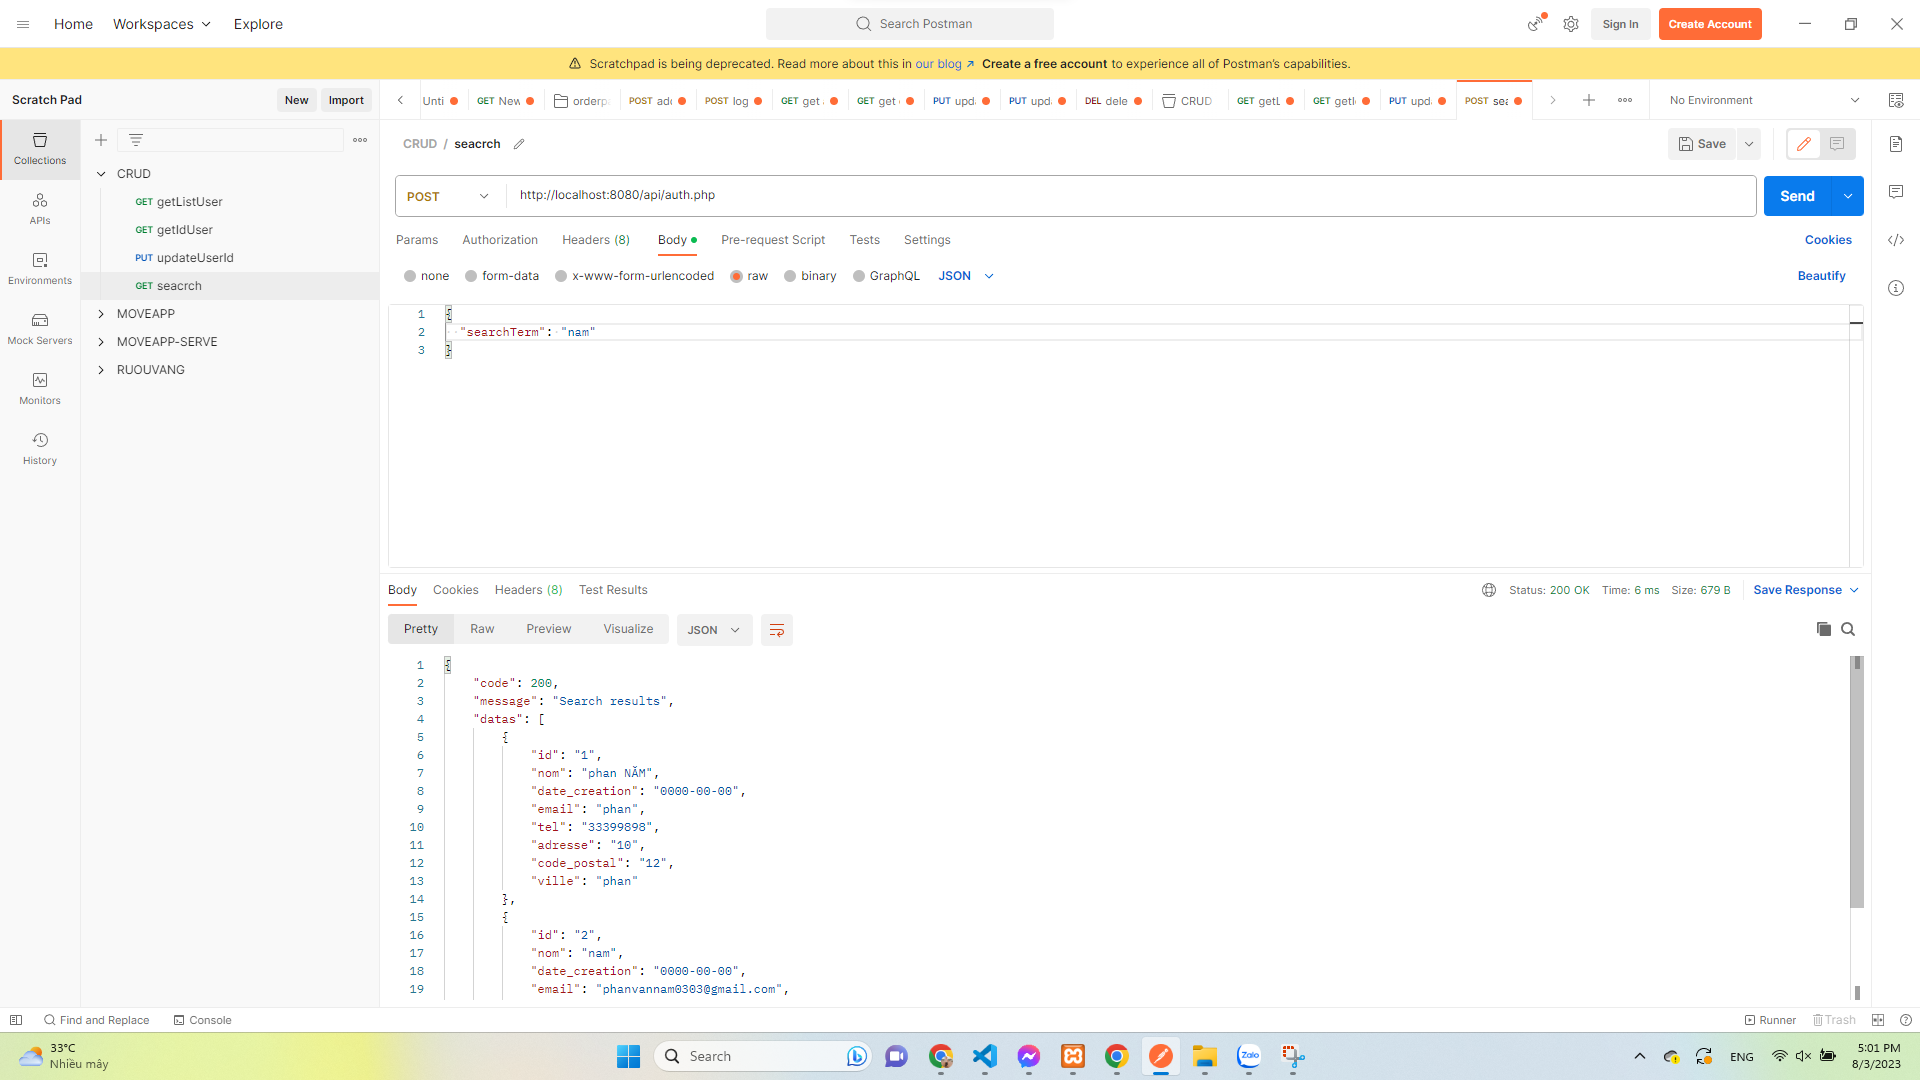 Home Workspaces Explore Search Postman Sign In Create Account
Scratchpad is being deprecated. Read more about this in our blog ↗ Create a free account to experience all of Postman's capabilities.
Scratch Pad New Import
Unti GET New orderp POST add POST log GET get GET get PUT upd PUT upd DEL dele CRUD GET getL GET getI PUT upd POST sea No Environment
Collections
APIs
Environments
Mock Servers
Monitors
History
CRUD
GET getListUser
GET getIdUser
PUT updateUserId
GET seacrch
MOVEAPP
MOVEAPP-SERVE
RUOUVANG
CRUD / seacrch Save
POST http://localhost:8080/api/auth.php Send
Params Authorization Headers (8) Body Pre-request Script Tests Settings Cookies
none form-data x-www-form-urlencoded raw binary GraphQL JSON Beautify
1 {
2 "searchTerm": "nam"
3 }
Body Cookies Headers (8) Test Results Status: 200 OK Time: 6 ms Size: 679 B Save Response
Pretty Raw Preview Visualize JSON
1 {
2 "code": 200,
3 "message": "Search results",
4 "datas": [
5 {
6 "id": "1",
7 "nom": "phan NĂM",
8 "date_creation": "0000-00-00",
9 "email": "phan",
10 "tel": "33399898",
11 "adresse": "10",
12 "code_postal": "12",
13 "ville": "phan"
14 },
15 {
16 "id": "2",
17 "nom": "nam",
18 "date_creation": "0000-00-00",
19 "email": "phanvannam0303@gmail.com",
Find and Replace Console Runner Trash
33°C
Nhiều mây
Search
Zalo
ENG
5:01 PM
8/3/2023